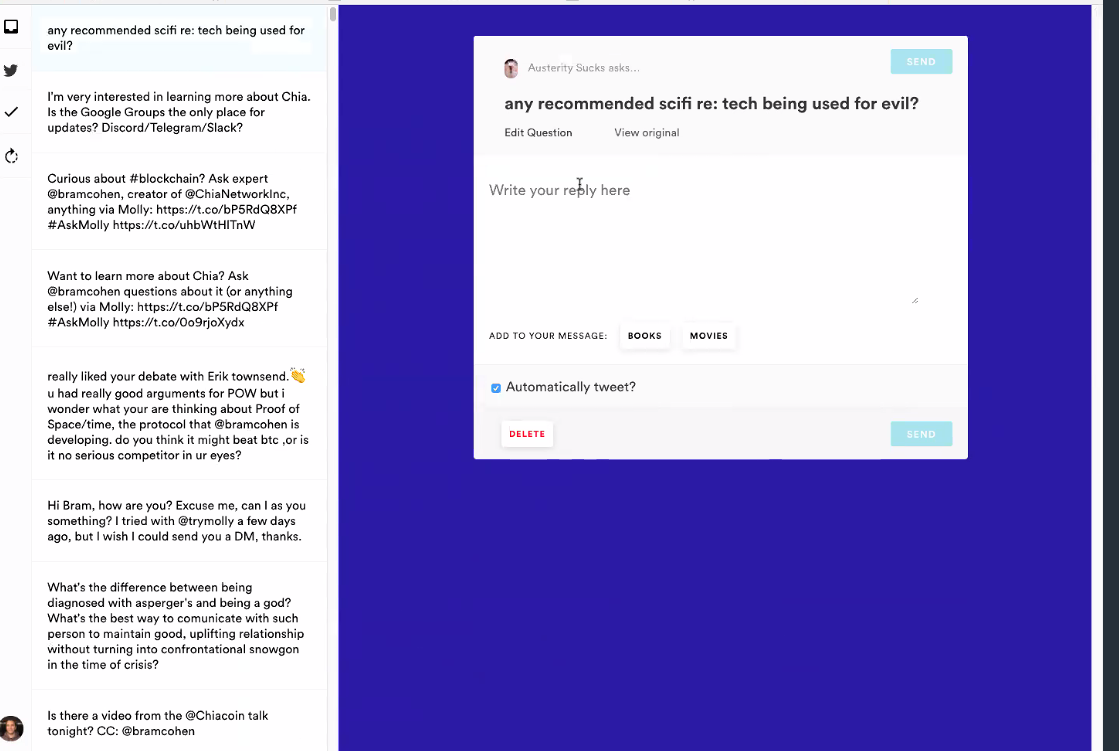 any recommended scifi re: tech being used for
evil?
I'm very interested in learning more about Chia.
Is the Google Groups the only place for
updates? Discord/Telegram/Slack?
Curious about #blockchain? Ask expert
@bramcohen, creator of @ChiaNetworkInc,
anything via Molly: https://t.co/bP5RdQ8XPf
#AskMolly https://t.co/uhbWtHITnW
Want to learn more about Chia? Ask
@bramcohen questions about it (or anything
else!) via Molly: https://t.co/bP5RdQ8XPf
#AskMolly https://t.co/0o9rjoXydx
really liked your debate with Erik townsend.👏
u had really good arguments for POW but i
wonder what your are thinking about Proof of
Space/time, the protocol that @bramcohen is
developing. do you think it might beat btc ,or is
it no serious competitor in ur eyes?
Hi Bram, how are you? Excuse me, can I as you
something? I tried with @trymolly a few days
ago, but I wish I could send you a DM, thanks.
What's the difference between being
diagnosed with asperger's and being a god?
What's the best way to comunicate with such
person to maintain good, uplifting relationship
without turning into confrontational snowgon
in the time of crisis?
Is there a video from the @Chiacoin talk
tonight? CC: @bramcohen
Austerity Sucks asks...
SEND
any recommended scifi re: tech being used for evil?
Edit Question View original
Write your reply here
ADD TO YOUR MESSAGE: BOOKS MOVIES
Automatically tweet?
DELETE SEND